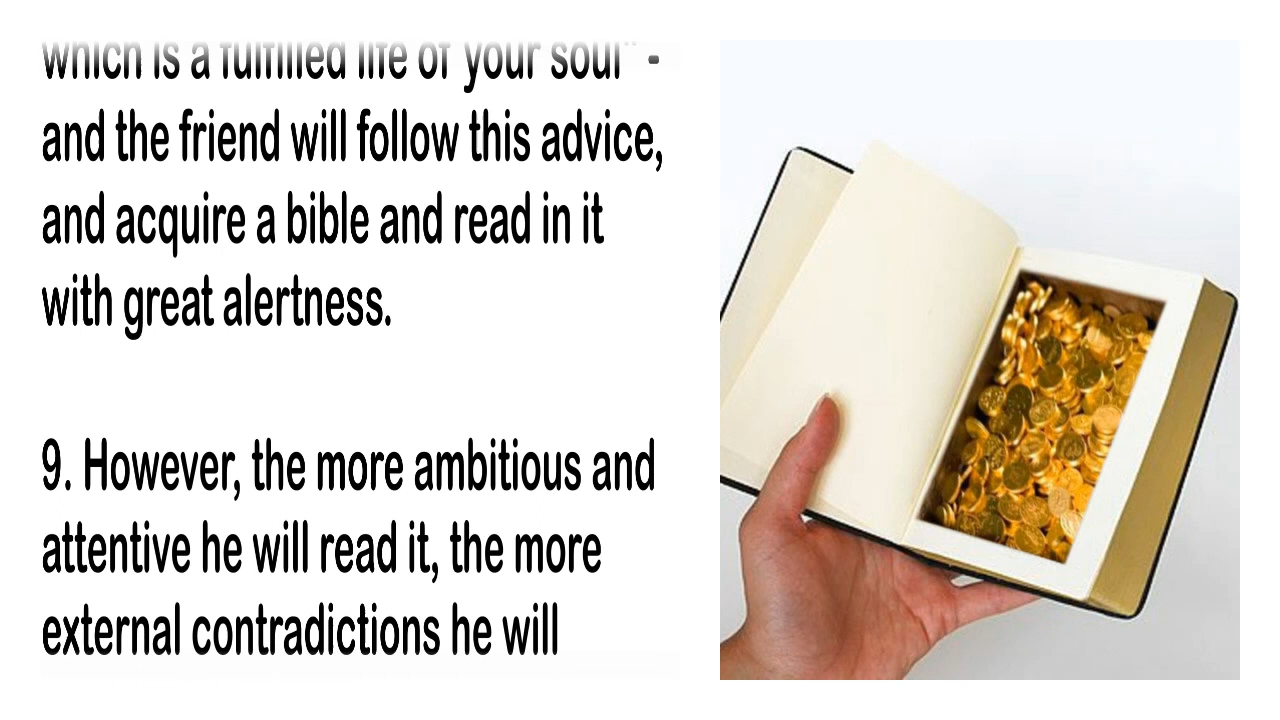 which is a fulfilled life of your soul" -
and the friend will follow this advice,
and acquire a bible and read in it
with great alertness.
9. However, the more ambitious and
attentive he will read it, the more
external contradictions he will